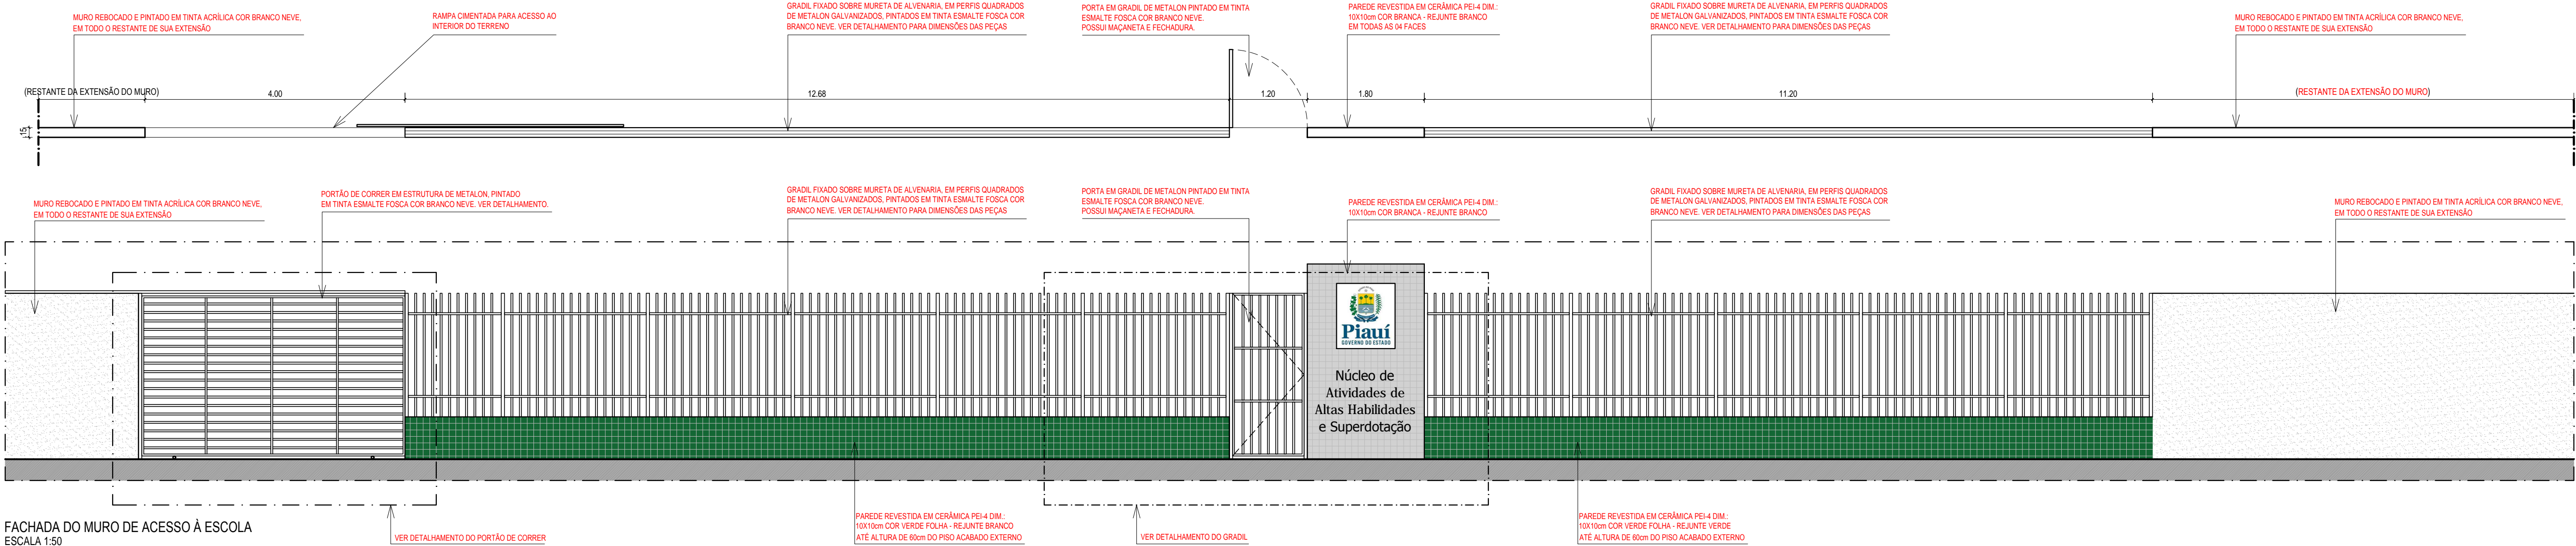 MURO REBOCADO E PINTADO EM TINTA ACRÍLICA COR BRANCO NEVE,
EM TODO O RESTANTE DE SUA EXTENSÃO
RAMPA CIMENTADA PARA ACESSO AO
INTERIOR DO TERRENO
GRADIL FIXADO SOBRE MURETA DE ALVENARIA, EM PERFIS QUADRADOS
DE METALON GALVANIZADOS, PINTADOS EM TINTA ESMALTE FOSCA COR
BRANCO NEVE. VER DETALHAMENTO PARA DIMENSÕES DAS PEÇAS
PORTA EM GRADIL DE METALON PINTADO EM TINTA
ESMALTE FOSCA COR BRANCO NEVE.
POSSUI MAÇANETA E FECHADURA.
PAREDE REVESTIDA EM CERÂMICA PEI-4 DIM.:
10X10cm COR BRANCA - REJUNTE BRANCO
EM TODAS AS 04 FACES
GRADIL FIXADO SOBRE MURETA DE ALVENARIA, EM PERFIS QUADRADOS
DE METALON GALVANIZADOS, PINTADOS EM TINTA ESMALTE FOSCA COR
BRANCO NEVE. VER DETALHAMENTO PARA DIMENSÕES DAS PEÇAS
MURO REBOCADO E PINTADO EM TINTA ACRÍLICA COR BRANCO NEVE,
EM TODO O RESTANTE DE SUA EXTENSÃO
(RESTANTE DA EXTENSÃO DO MURO)
4.00
12.68
1.20
1.80
11.20
(RESTANTE DA EXTENSÃO DO MURO)
.15
MURO REBOCADO E PINTADO EM TINTA ACRÍLICA COR BRANCO NEVE,
EM TODO O RESTANTE DE SUA EXTENSÃO
PORTÃO DE CORRER EM ESTRUTURA DE METALON, PINTADO
EM TINTA ESMALTE FOSCA COR BRANCO NEVE. VER DETALHAMENTO.
GRADIL FIXADO SOBRE MURETA DE ALVENARIA, EM PERFIS QUADRADOS
DE METALON GALVANIZADOS, PINTADOS EM TINTA ESMALTE FOSCA COR
BRANCO NEVE. VER DETALHAMENTO PARA DIMENSÕES DAS PEÇAS
PORTA EM GRADIL DE METALON PINTADO EM TINTA
ESMALTE FOSCA COR BRANCO NEVE.
POSSUI MAÇANETA E FECHADURA.
PAREDE REVESTIDA EM CERÂMICA PEI-4 DIM.:
10X10cm COR BRANCA - REJUNTE BRANCO
GRADIL FIXADO SOBRE MURETA DE ALVENARIA, EM PERFIS QUADRADOS
DE METALON GALVANIZADOS, PINTADOS EM TINTA ESMALTE FOSCA COR
BRANCO NEVE. VER DETALHAMENTO PARA DIMENSÕES DAS PEÇAS
MURO REBOCADO E PINTADO EM TINTA ACRÍLICA COR BRANCO NEVE,
EM TODO O RESTANTE DE SUA EXTENSÃO
Piauí
GOVERNO DO ESTADO
Núcleo de
Atividades de
Altas Habilidades
e Superdotação
FACHADA DO MURO DE ACESSO À ESCOLA
ESCALA 1:50
VER DETALHAMENTO DO PORTÃO DE CORRER
PAREDE REVESTIDA EM CERÂMICA PEI-4 DIM.:
10X10cm COR VERDE FOLHA - REJUNTE BRANCO
ATÉ ALTURA DE 60cm DO PISO ACABADO EXTERNO
VER DETALHAMENTO DO GRADIL
PAREDE REVESTIDA EM CERÂMICA PEI-4 DIM.:
10X10cm COR VERDE FOLHA - REJUNTE VERDE
ATÉ ALTURA DE 60cm DO PISO ACABADO EXTERNO